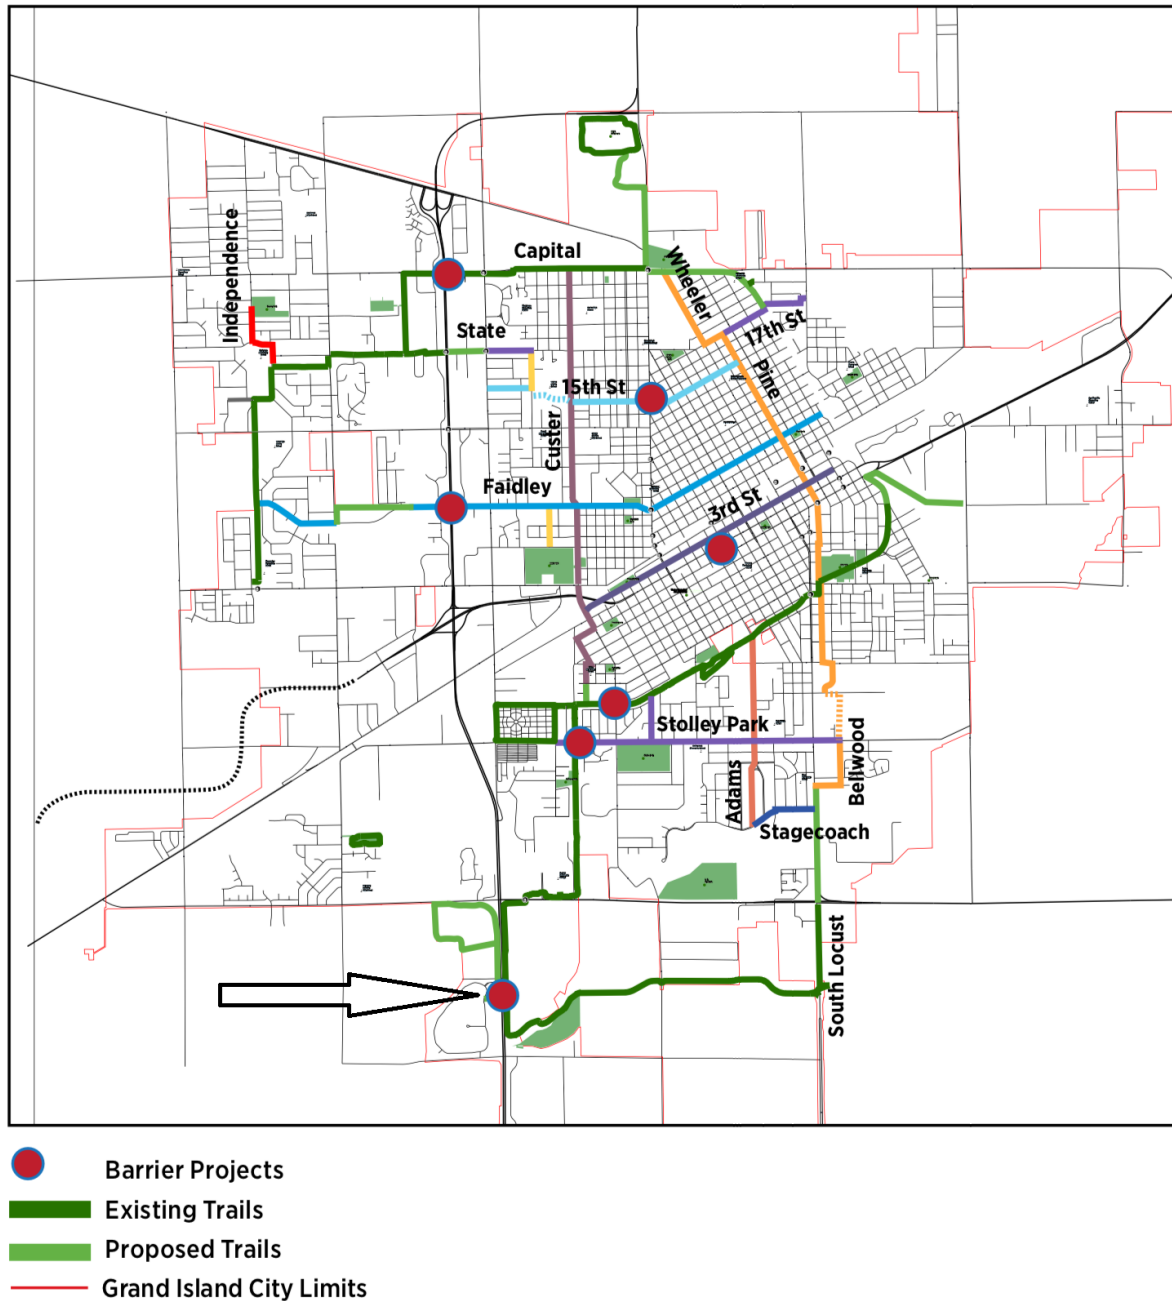 Capital
Independence
Wheeler
State
17th St
15th St
Pine
Custer
Faidley
3rd St
Stolley Park
Bellwood
Adams
Stagecoach
South Locust
Barrier Projects
Existing Trails
Proposed Trails
Grand Island City Limits